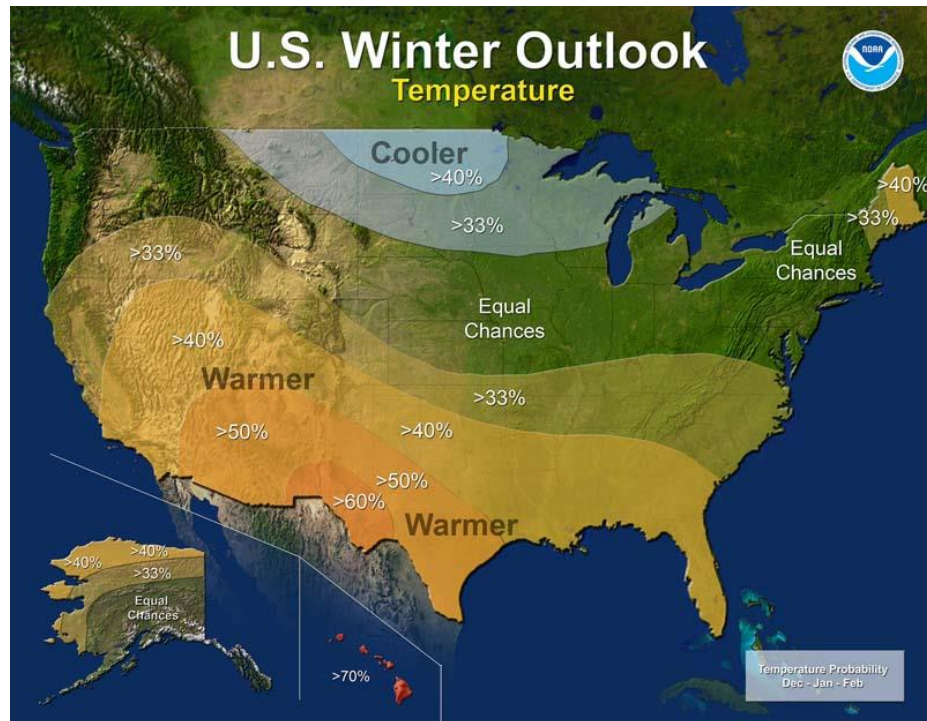 U.S. Winter Outlook
Temperature
NOAA
Cooler
>40%
>33%
>40%
>33%
Equal
Chances
>33%
Equal
Chances
>40%
Warmer
>33%
>50%
>40%
>50%
>60%
Warmer
>40%
>40%
>33%
Equal
Chances
>70%
Temperature Probability
Dec - Jan - Feb